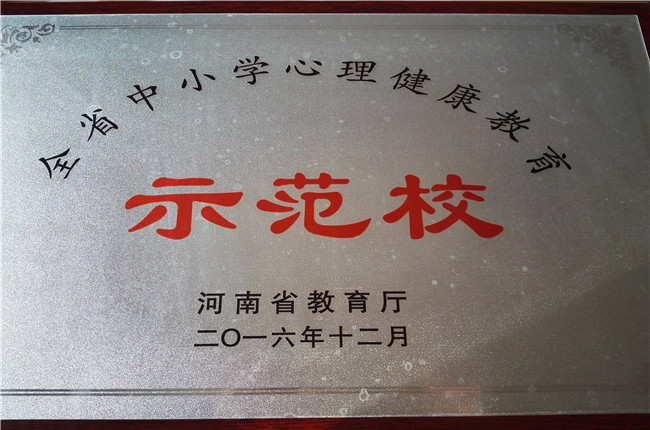 全省中小学心理健康教育
示范校
河南省教育厅
二〇一六年十二月